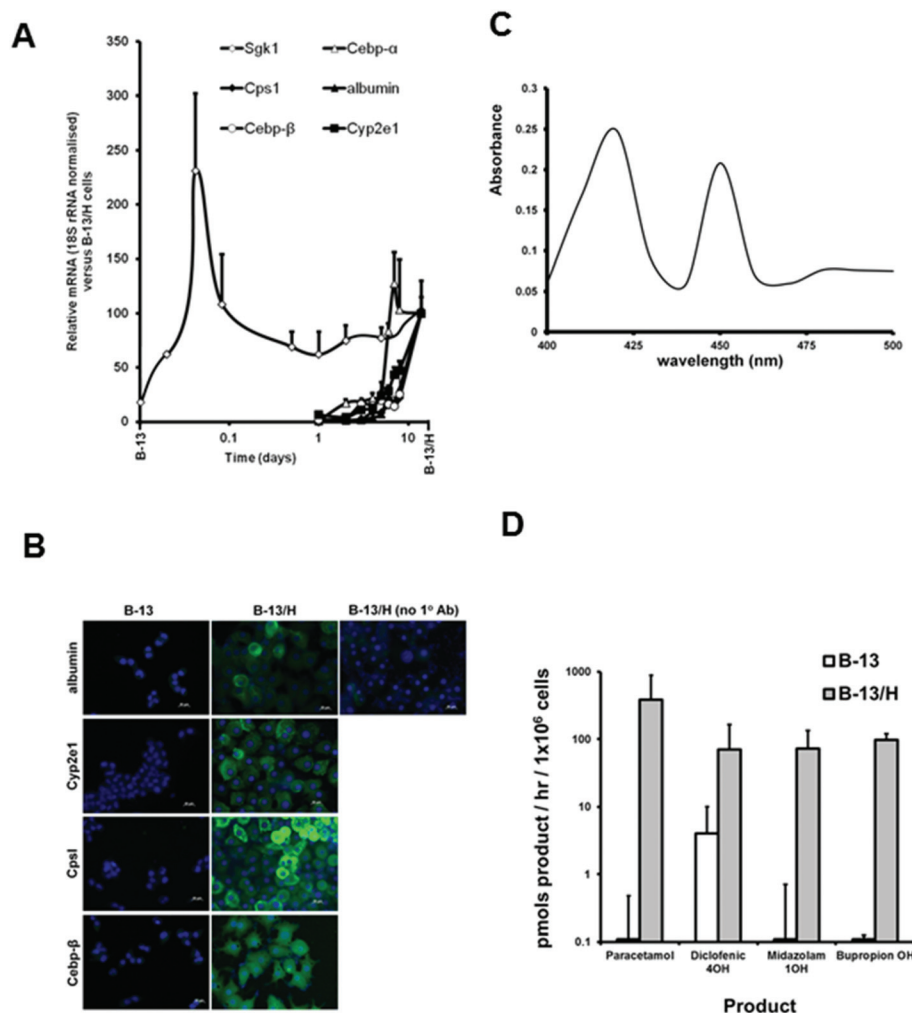 A
Sgk1
Cebp-α
Cps1
albumin
Cebp-β
Cyp2e1
Relative mRNA (18S rRNA normalised)
versus B-13/H cells
350
300
250
200
150
100
50
0
B-13
0.1
1
10
B-13/H
Time (days)
C
Absorbance
0.3
0.25
0.2
0.15
0.1
0.05
0
400
425
450
475
500
wavelength (nm)
B
B-13
B-13/H
B-13/H (no 1° Ab)
albumin
Cyp2e1
CpsI
Cebp-β
D
B-13
B-13/H
pmols product / hr / 1x10⁶ cells
1000
100
10
1
0.1
Paracetamol
Diclofenic
4OH
Midazolam
1OH
Bupropion OH
Product